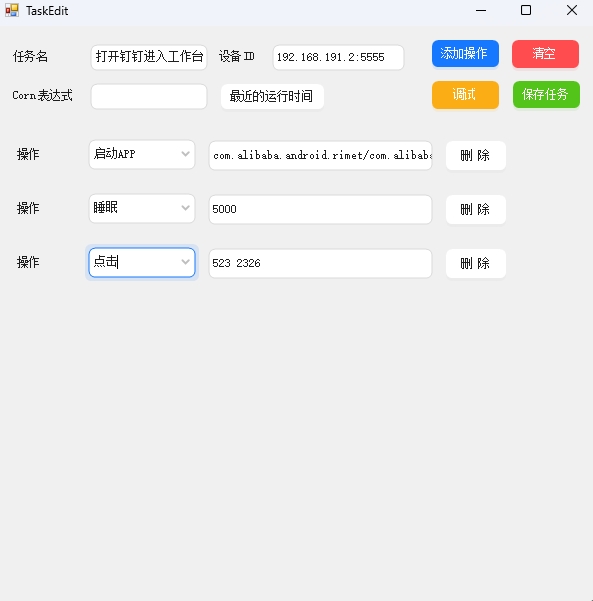 TaskEdit
任务名 打开钉钉进入工作台 设备ID 192.168.191.2:5555 添加操作 清空
Corn表达式 最近的运行时间 调试 保存任务
操作 启动APP com.alibaba.android.rimet/com.alibaba 删除
操作 睡眠 5000 删除
操作 点击 523 2326 删除